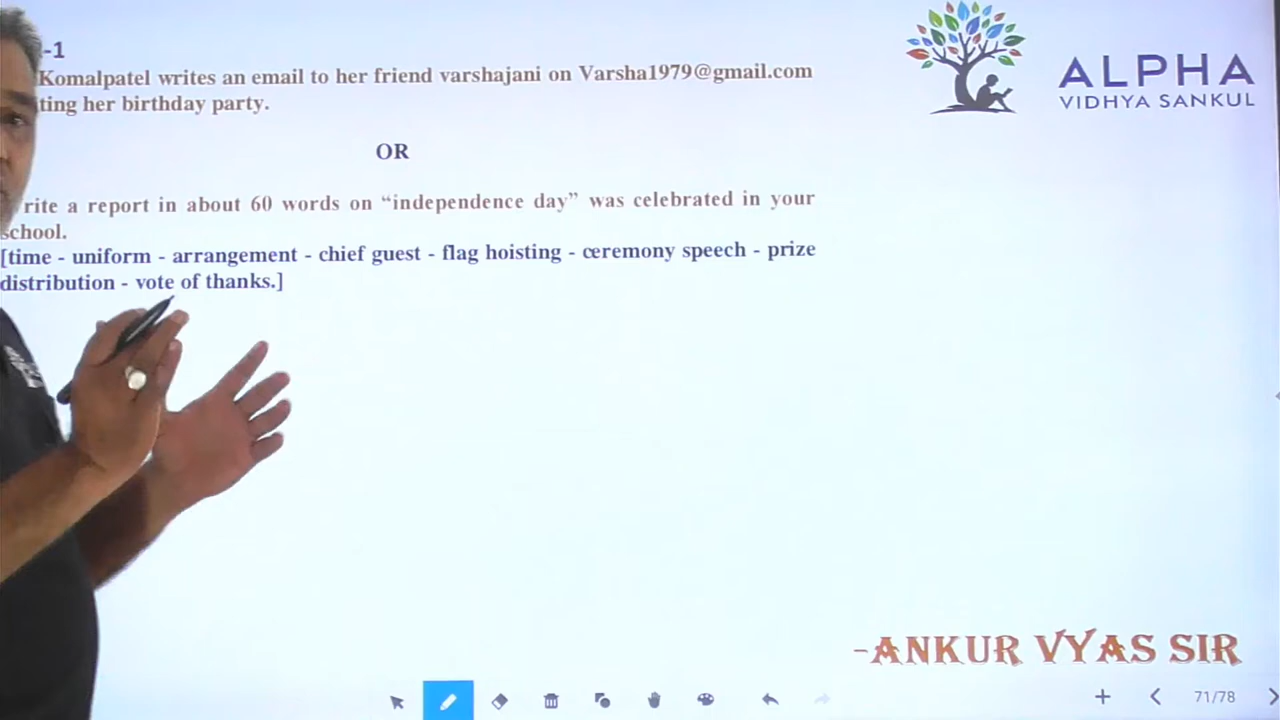 -1
Komalpatel writes an email to her friend varshajani on Varsha1979@gmail.com
ting her birthday party.
OR
rite a report in about 60 words on “independence day” was celebrated in your
school.
[time - uniform - arrangement - chief guest - flag hoisting - ceremony speech - prize
distribution - vote of thanks.]
ALPHA
VIDHYA SANKUL
-ANKUR VYAS SIR
71/78